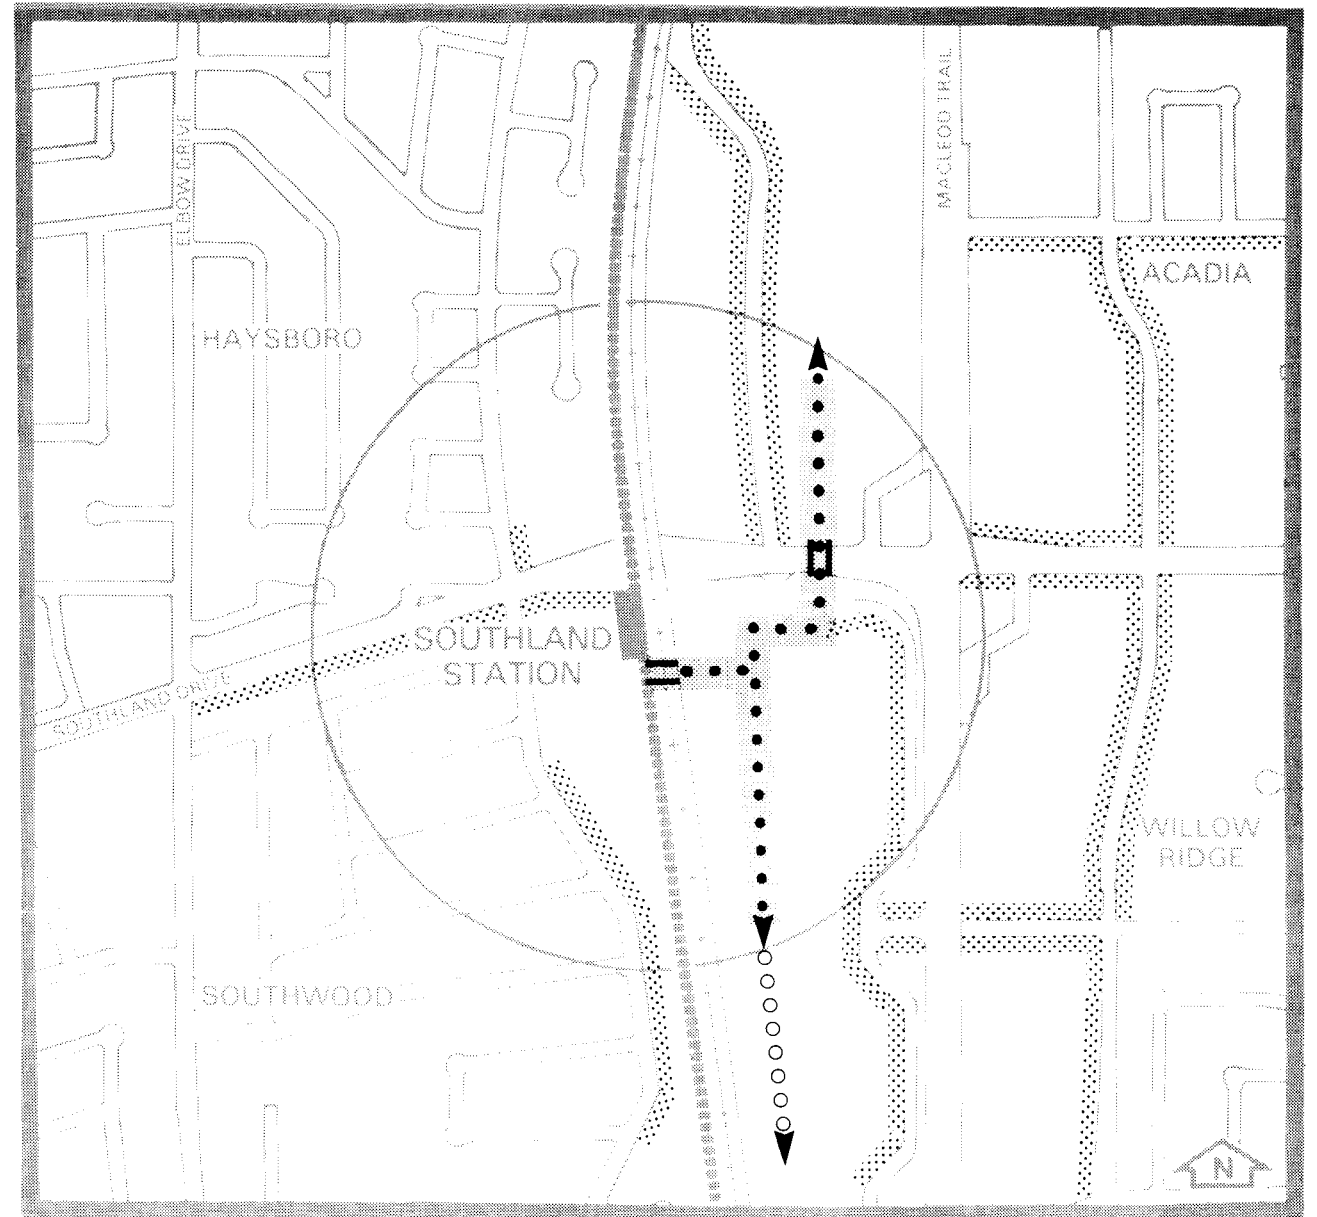 ELBOW DRIVE
MACLEOD TRAIL
ACADIA
HAYSBORO
SOUTHLAND
STATION
SOUTHLAND DRIVE
WILLOW
RIDGE
SOUTHWOOD
N